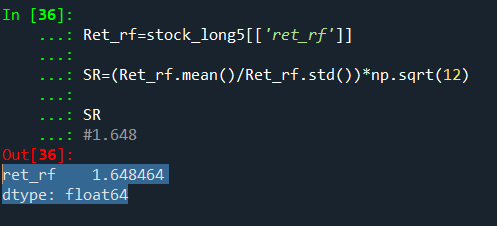 In [36]:
    ...: Ret_rf=stock_long5[['ret_rf']]
    ...:
    ...: SR=(Ret_rf.mean()/Ret_rf.std())*np.sqrt(12)
    ...:
    ...: SR
    ...: #1.648
Out[36]:
ret_rf    1.648464
dtype: float64